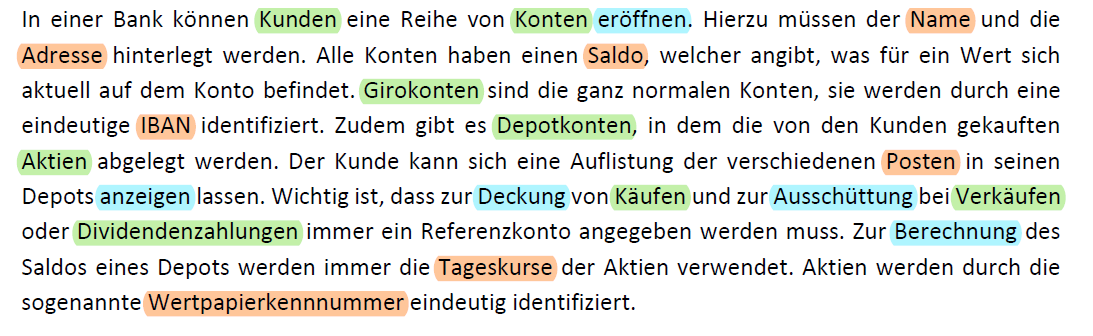 In einer Bank können Kunden eine Reihe von Konten eröffnen. Hierzu müssen der Name und die
Adresse hinterlegt werden. Alle Konten haben einen Saldo, welcher angibt, was für ein Wert sich
aktuell auf dem Konto befindet. Girokonten sind die ganz normalen Konten, sie werden durch eine
eindeutige IBAN identifiziert. Zudem gibt es Depotkonten, in dem die von den Kunden gekauften
Aktien abgelegt werden. Der Kunde kann sich eine Auflistung der verschiedenen Posten in seinen
Depots anzeigen lassen. Wichtig ist, dass zur Deckung von Käufen und zur Ausschüttung bei Verkäufen
oder Dividendenzahlungen immer ein Referenzkonto angegeben werden muss. Zur Berechnung des
Saldos eines Depots werden immer die Tageskurse der Aktien verwendet. Aktien werden durch die
sogenannte Wertpapierkennnummer eindeutig identifiziert.